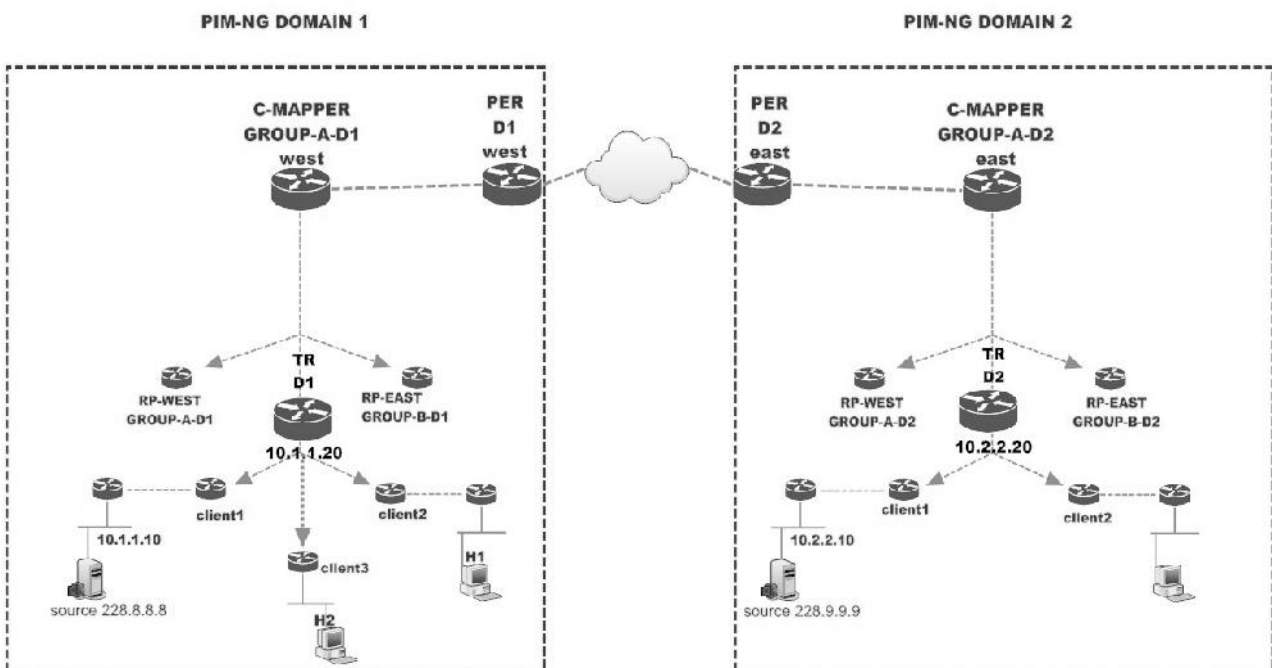 PIM-NG DOMAIN 1
PIM-NG DOMAIN 2
C-MAPPER
GROUP-A-D1
west
PER
D1
west
PER
D2
east
C-MAPPER
GROUP-A-D2
east
RP-WEST
GROUP-A-D1
TR
D1
RP-EAST
GROUP-B-D1
10.1.1.20
client1
client2
10.1.1.10
client3
H1
source 228.8.8.8
H2
RP-WEST
GROUP-A-D2
TR
D2
RP-EAST
GROUP-B-D2
10.2.2.20
client1
client2
10.2.2.10
source 228.9.9.9